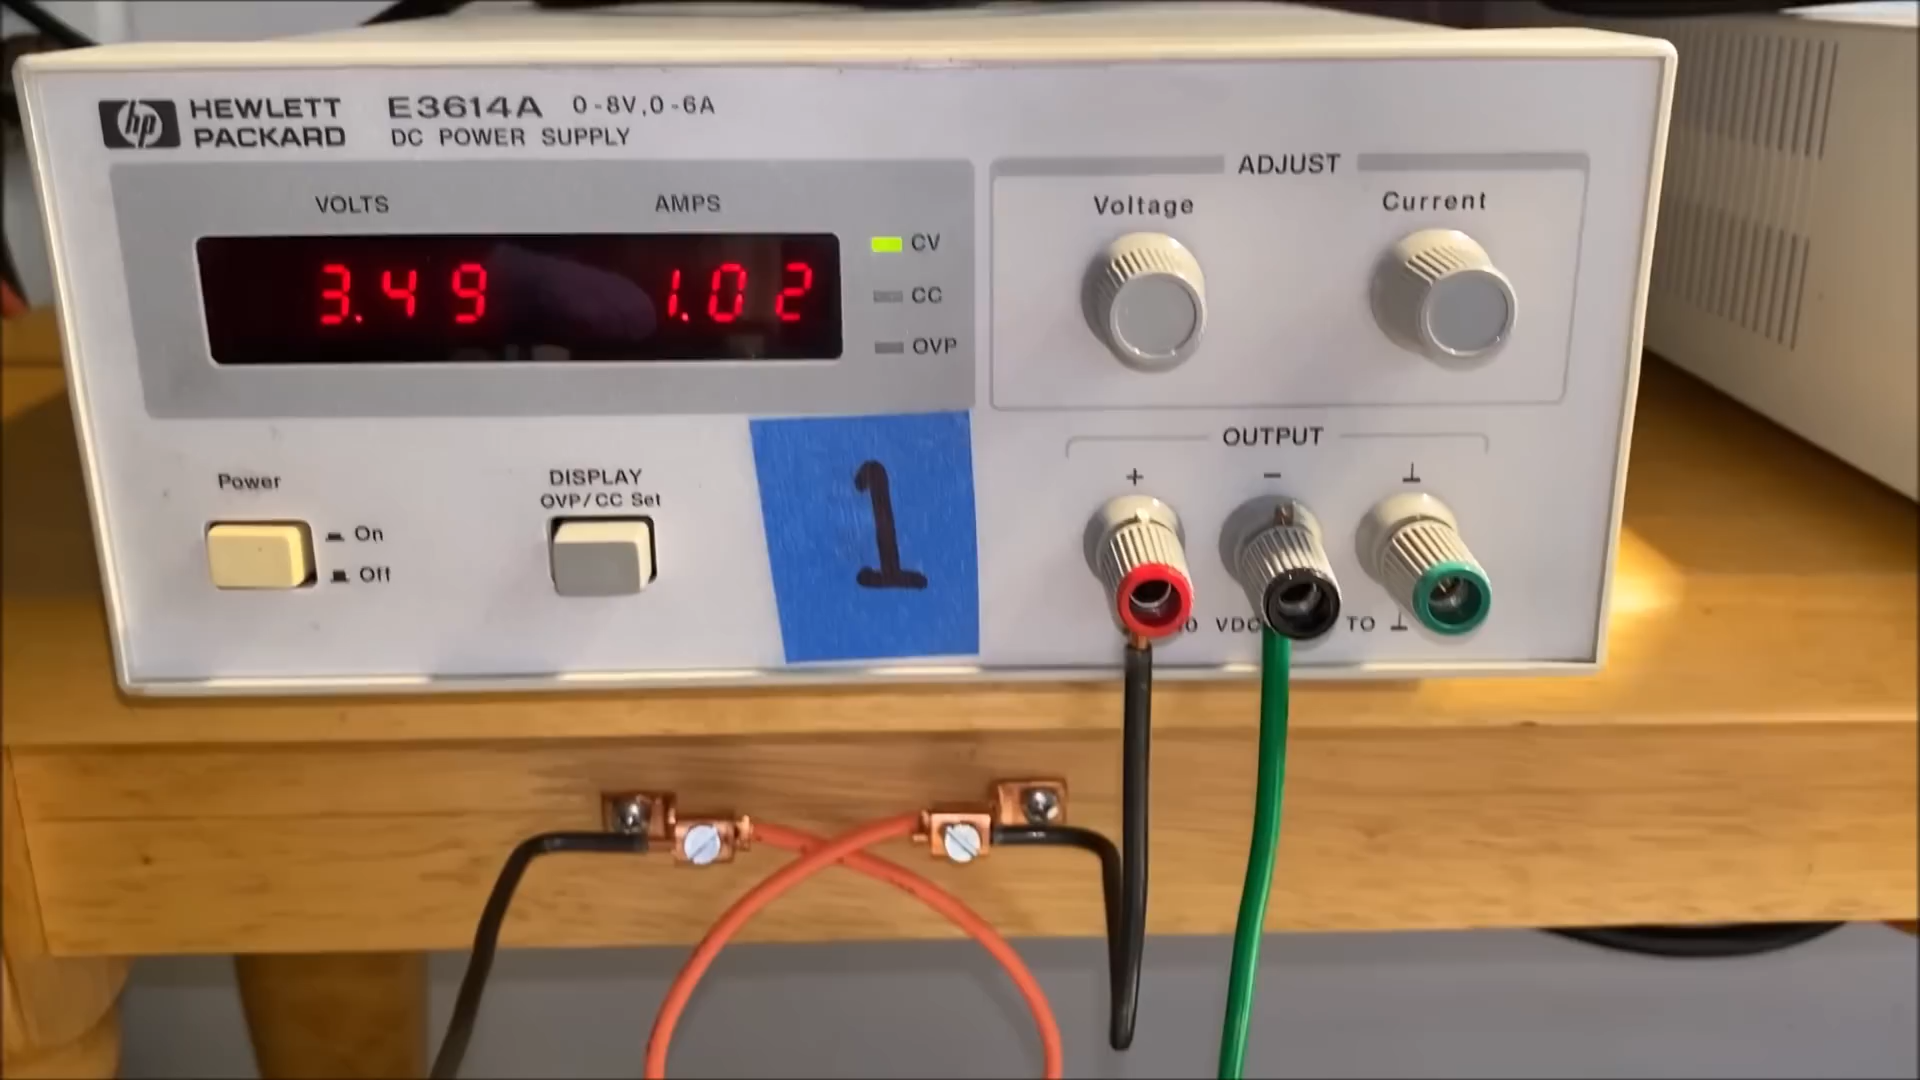 hp HEWLETT PACKARD
E3614A 0-8V,0-6A
DC POWER SUPPLY
VOLTS AMPS
3.49 1.02
CV
CC
OVP
ADJUST
Voltage Current
Power
On
Off
DISPLAY
OVP/CC Set
1
OUTPUT
+ - ⊥
VDC TO ⊥